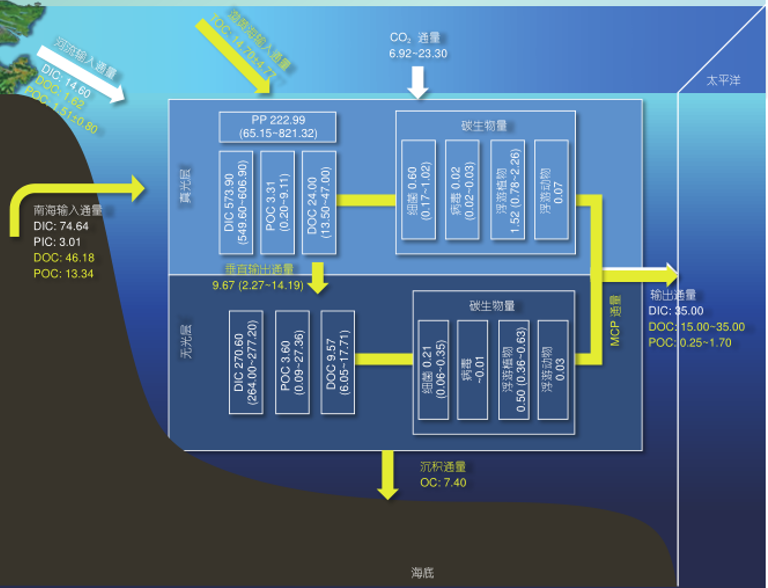 河流输入通量
DIC: 14.60
DOC: 1.62
POC: 1.51±0.80
TOC: 14.70±4.77
CO₂ 通量
6.92~23.30
太平洋
南海输入通量
DIC: 74.64
PIC: 3.01
DOC: 46.18
POC: 13.34
真光层
PP 222.99
(65.15~821.32)
DIC 573.90
(549.60~606.90)
POC 3.31
(0.20~9.11)
DOC 24.00
(13.50~47.00)
碳生物量
细菌 0.60
(0.17~1.02)
病毒 0.02
(0.02~0.03)
浮游植物
1.52 (0.78~2.26)
浮游动物
0.07
垂直输出通量
9.67 (2.27~14.19)
无光层
DIC 270.60
(264.00~277.20)
POC 3.60
(0.09~27.36)
DOC 9.57
(6.05~17.71)
碳生物量
细菌 0.21
(0.06~0.35)
病毒
~0.01
浮游植物
0.50 (0.36~0.63)
浮游动物
0.03
MCP 通量
输出通量
DIC: 35.00
DOC: 15.00~35.00
POC: 0.25~1.70
沉积通量
OC: 7.40
海底